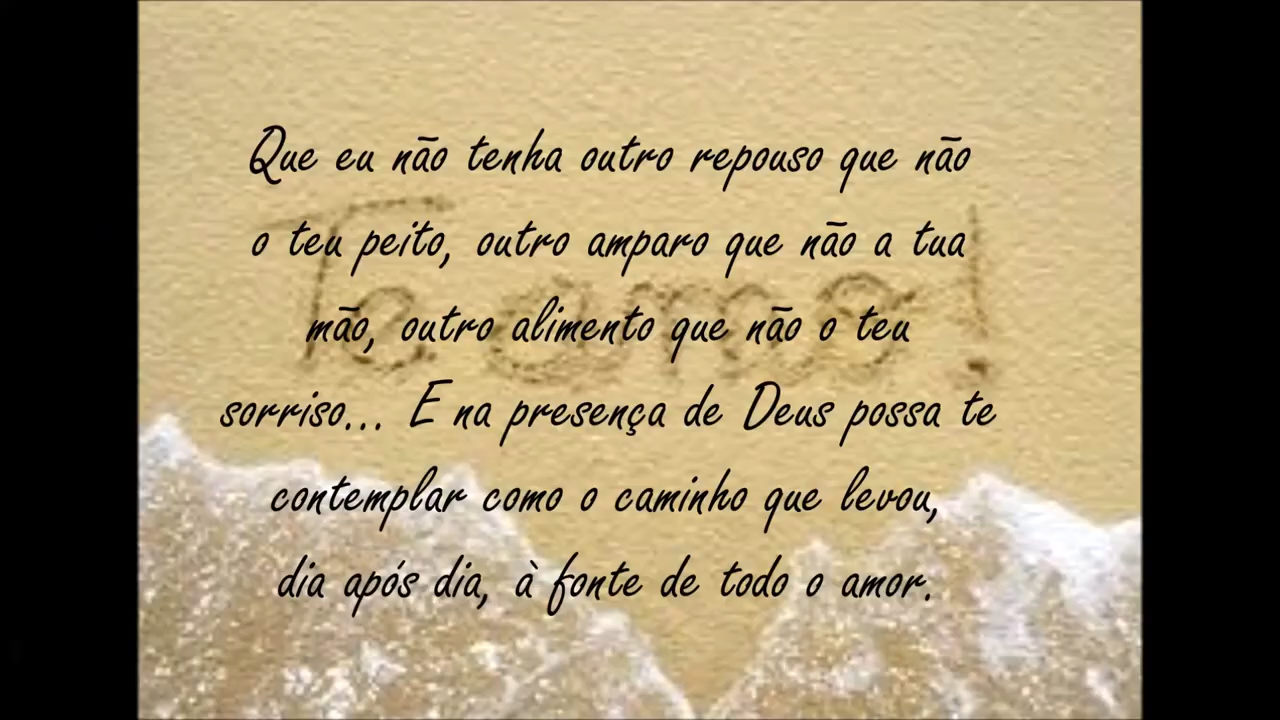 Que eu não tenha outro repouso que não
o teu peito, outro amparo que não a tua
mão, outro alimento que não o teu
sorriso... E na presença de Deus possa te
contemplar como o caminho que levou,
dia após dia, à fonte de todo o amor.
Te amo!